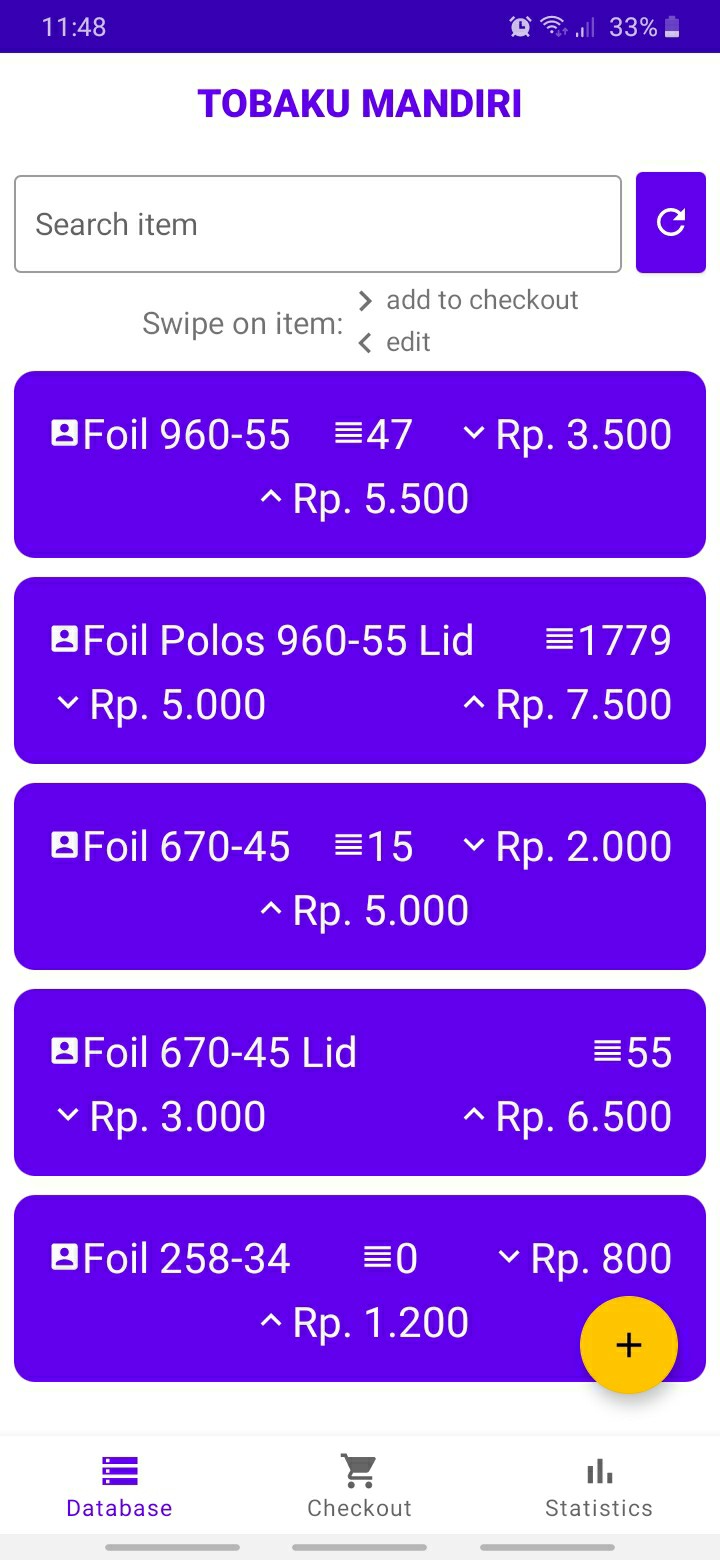 11:48 33%
TOBAKU MANDIRI
Search item
Swipe on item:
add to checkout
edit
Foil 960-55 47 Rp. 3.500
Rp. 5.500
Foil Polos 960-55 Lid 1779
Rp. 5.000 Rp. 7.500
Foil 670-45 15 Rp. 2.000
Rp. 5.000
Foil 670-45 Lid 55
Rp. 3.000 Rp. 6.500
Foil 258-34 0 Rp. 800
Rp. 1.200
+
Database Checkout Statistics